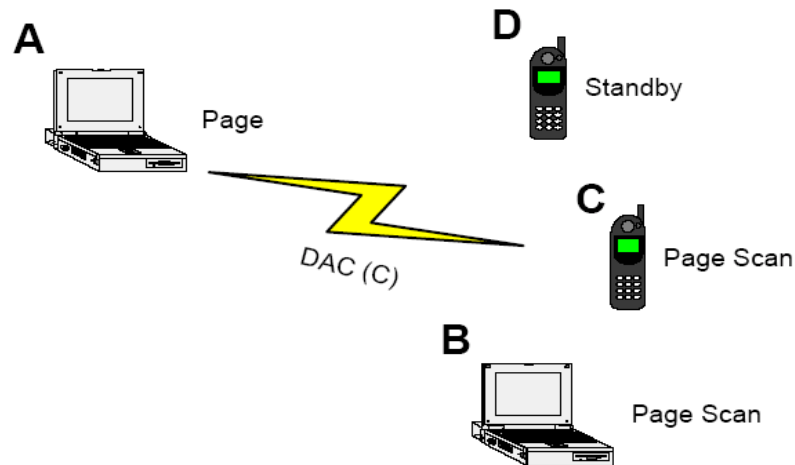 A
Page
D
Standby
C
Page Scan
DAC (C)
B
Page Scan